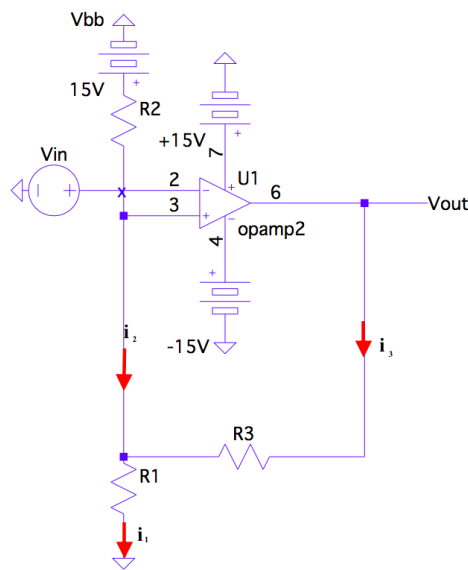 Vbb
+
15V
R2
+15V
+
7
Vin
x
2
U1
6
- +
- +
3
+ -
Vout
opamp2
4
+
-15V
i₂
i₃
R3
R1
i₁